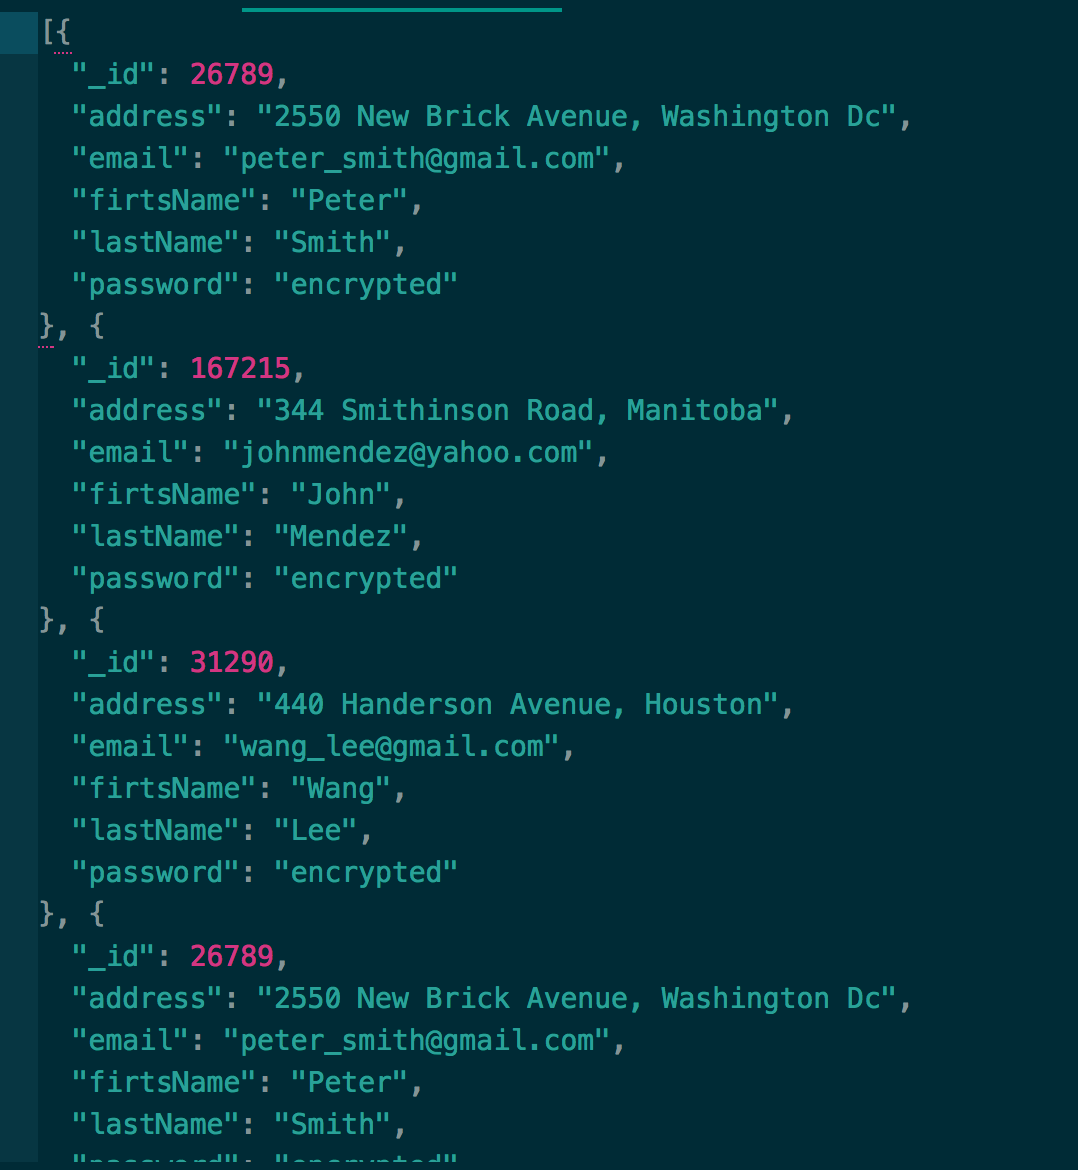 [{
"_id": 26789,
"address": "2550 New Brick Avenue, Washington Dc",
"email": "peter_smith@gmail.com",
"firtsName": "Peter",
"lastName": "Smith",
"password": "encrypted"
}, {
"_id": 167215,
"address": "344 Smithinson Road, Manitoba",
"email": "johnmendez@yahoo.com",
"firtsName": "John",
"lastName": "Mendez",
"password": "encrypted"
}, {
"_id": 31290,
"address": "440 Handerson Avenue, Houston",
"email": "wang_lee@gmail.com",
"firtsName": "Wang",
"lastName": "Lee",
"password": "encrypted"
}, {
"_id": 26789,
"address": "2550 New Brick Avenue, Washington Dc",
"email": "peter_smith@gmail.com",
"firtsName": "Peter",
"lastName": "Smith",
"password": "encrypted"